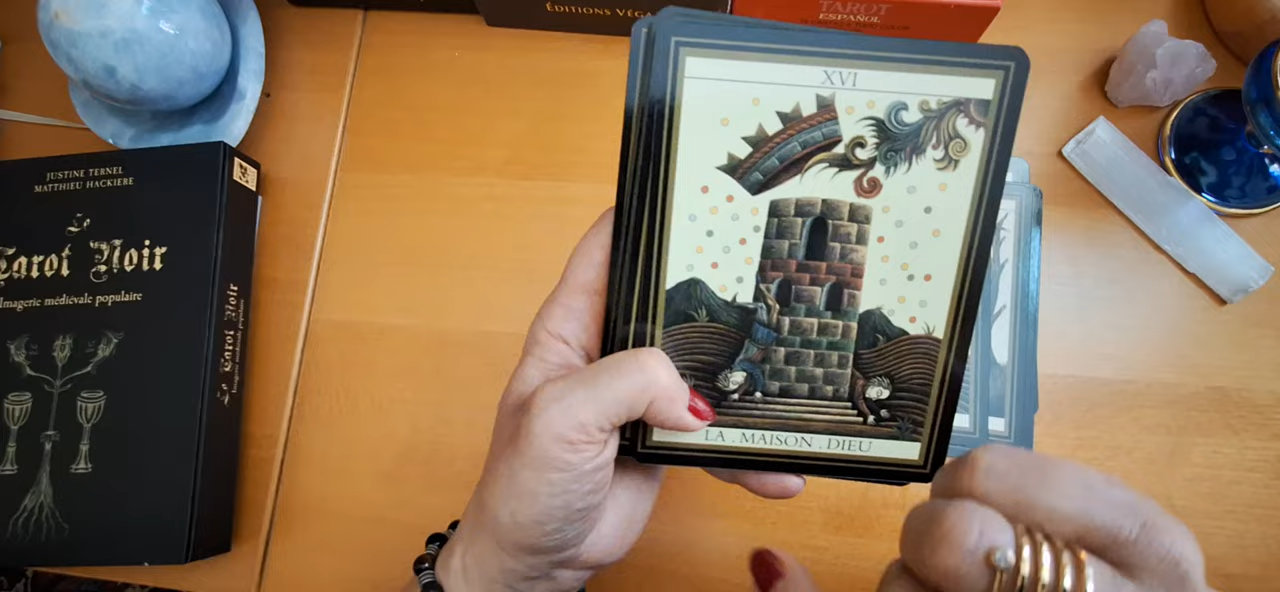 ÉDITIONS VÉGA
TAROT
ESPAÑOL
JUSTINE TERNEL
MATTHIEU HACKIERE
Le
Tarot Noir
Imagerie médiévale populaire
Le Tarot Noir
Imagerie médiévale populaire
XVI
LA . MAISON . DIEU